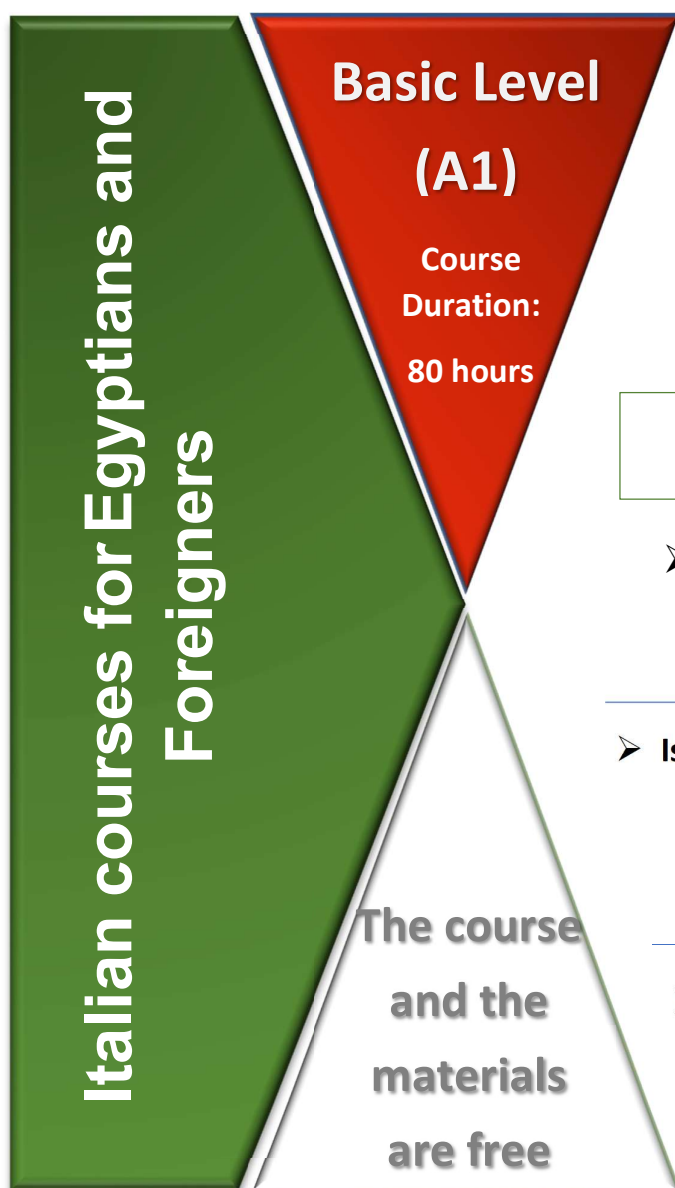 Italian courses for Egyptians and
Foreigners
Basic Level
(A1)
Course
Duration:
80 hours
The course
and the
materials
are free